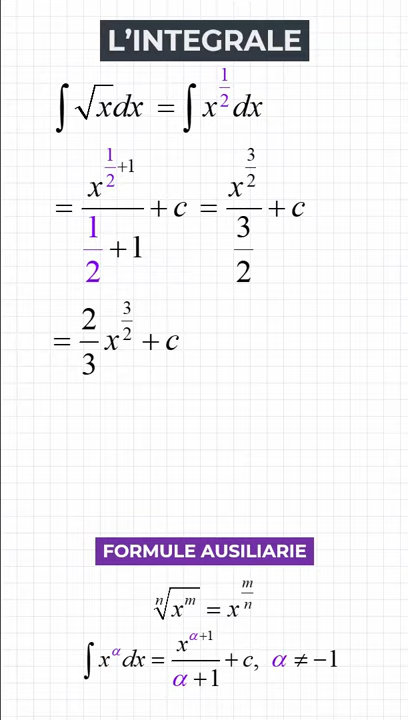 L'INTEGRALE
∫√x dx = ∫x^(1/2) dx
= x^(1/2+1)/(1/2+1) + c = x^(3/2)/(3/2) + c
= 2/3 x^(3/2) + c
FORMULE AUSILIARIE
ⁿ√(x^m) = x^(m/n)
∫x^α dx = x^(α+1)/(α+1) + c, α ≠ −1